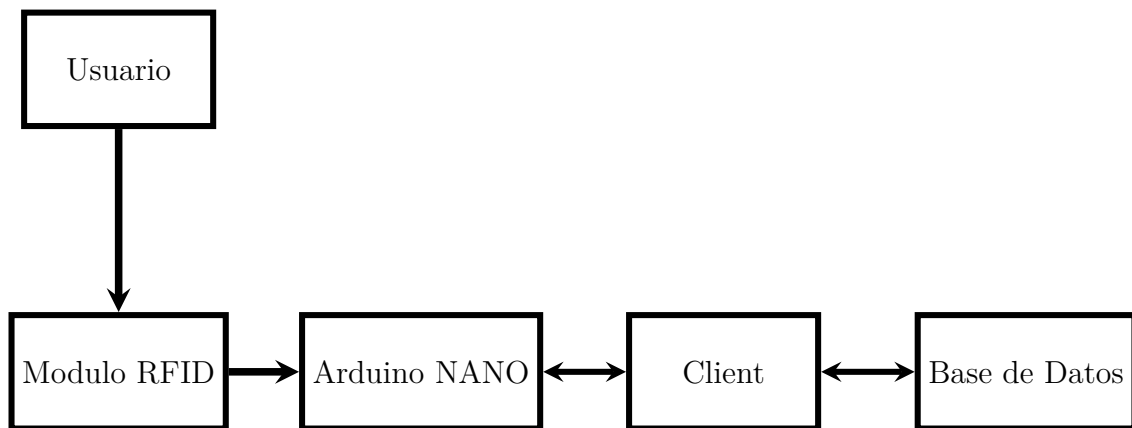 Usuario
Modulo RFID
Arduino NANO
Client
Base de Datos